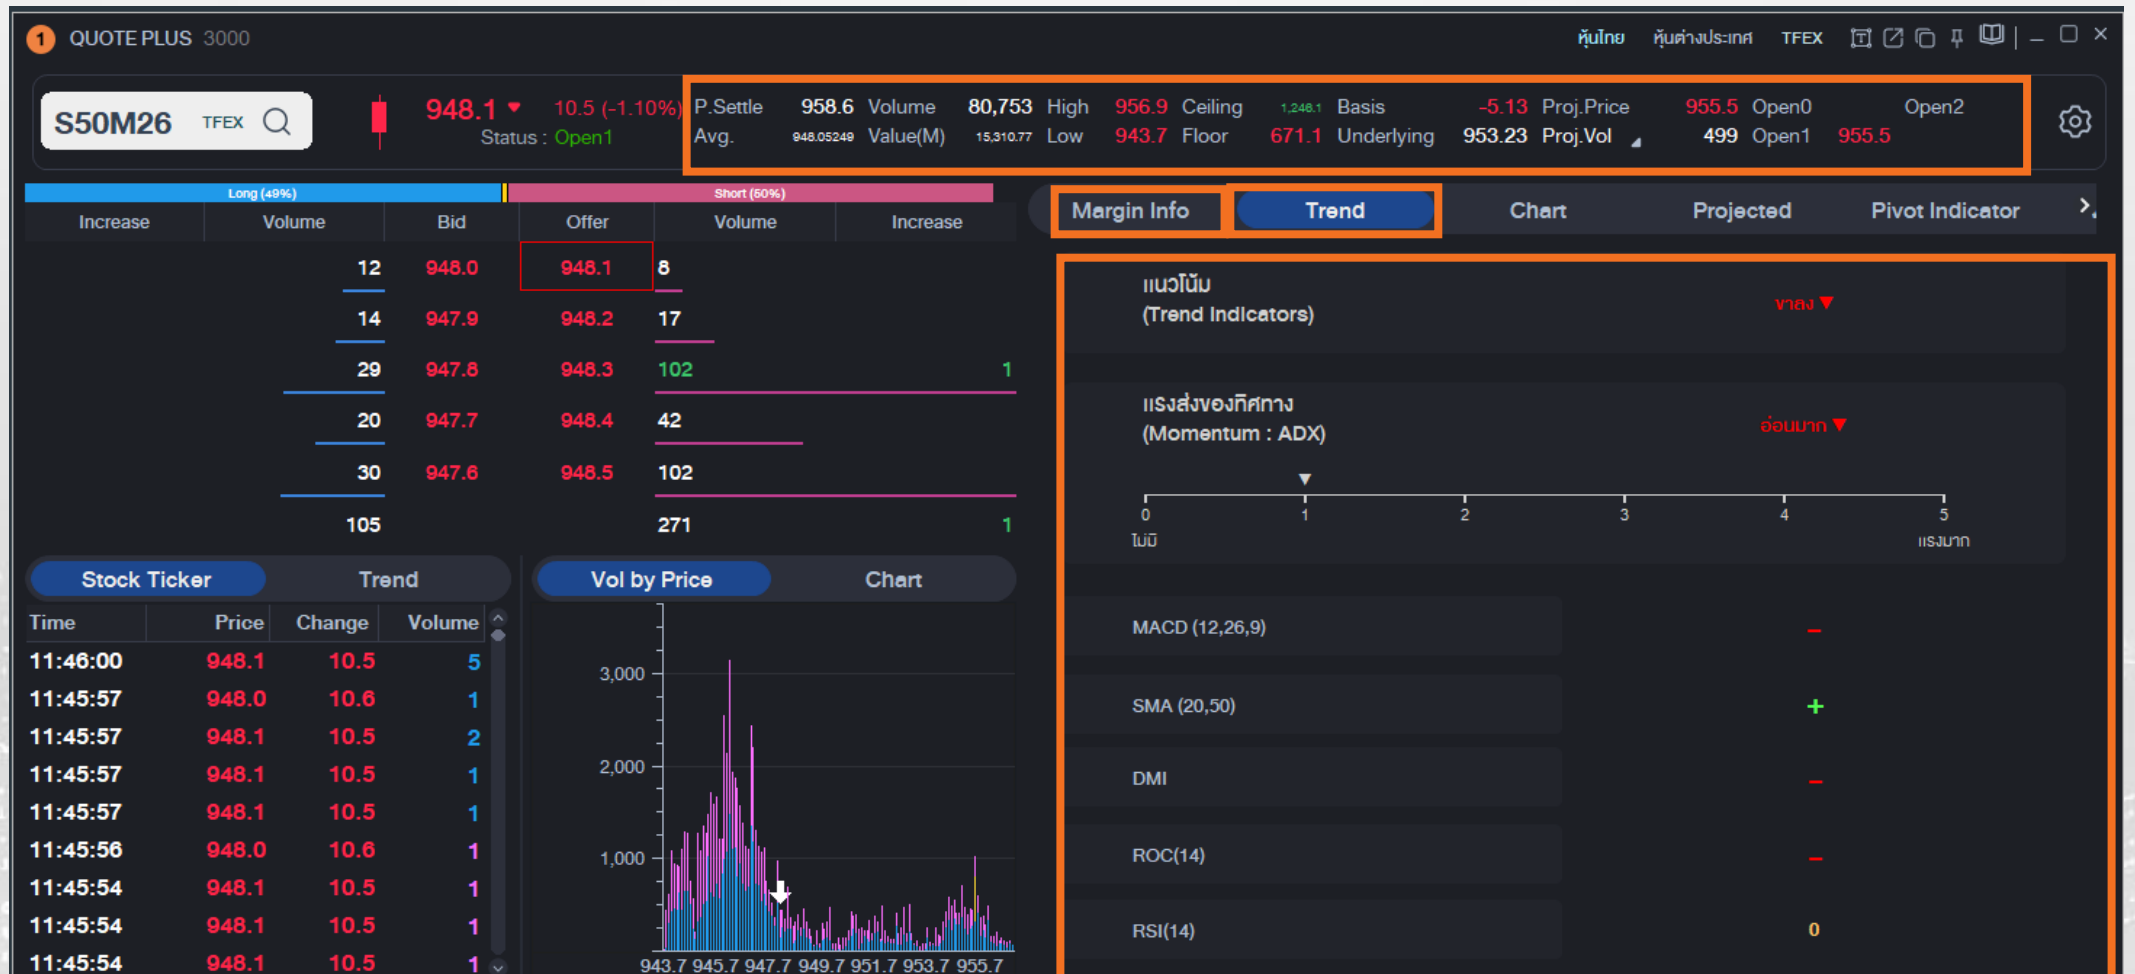 1 QUOTE PLUS 3000 หุ้นไทย หุ้นต่างประเทศ TFEX
S50M26 TFEX 948.1 ▼ 10.5 (-1.10%) P.Settle 958.6 Volume 80,753 High 956.9 Ceiling 1,246.1 Basis -5.13 Proj.Price 955.5 Open0 Open2
Status : Open1 Avg. 948.05249 Value(M) 15,310.77 Low 943.7 Floor 671.1 Underlying 953.23 Proj.Vol 499 Open1 955.5
Long (49%) Short (50%)
Increase Volume Bid Offer Volume Increase
12 948.0 948.1 8
14 947.9 948.2 17
29 947.8 948.3 102 1
20 947.7 948.4 42
30 947.6 948.5 102
105 271 1
Stock Ticker Trend
Time Price Change Volume
11:46:00 948.1 10.5 5
11:45:57 948.0 10.6 1
11:45:57 948.1 10.5 2
11:45:57 948.1 10.5 1
11:45:57 948.1 10.5 1
11:45:56 948.0 10.6 1
11:45:54 948.1 10.5 1
11:45:54 948.1 10.5 1
11:45:54 948.1 10.5 1
Vol by Price Chart
3,000
2,000
1,000
943.7 945.7 947.7 949.7 951.7 953.7 955.7
Margin Info Trend Chart Projected Pivot Indicator
แนวโน้ม
(Trend Indicators)
ขาลง ▼
แรงส่งของทิศทาง
(Momentum : ADX)
อ่อนมาก ▼
0 1 2 3 4 5
ไม่มี แรงมาก
MACD (12,26,9) −
SMA (20,50) +
DMI −
ROC(14) −
RSI(14) 0